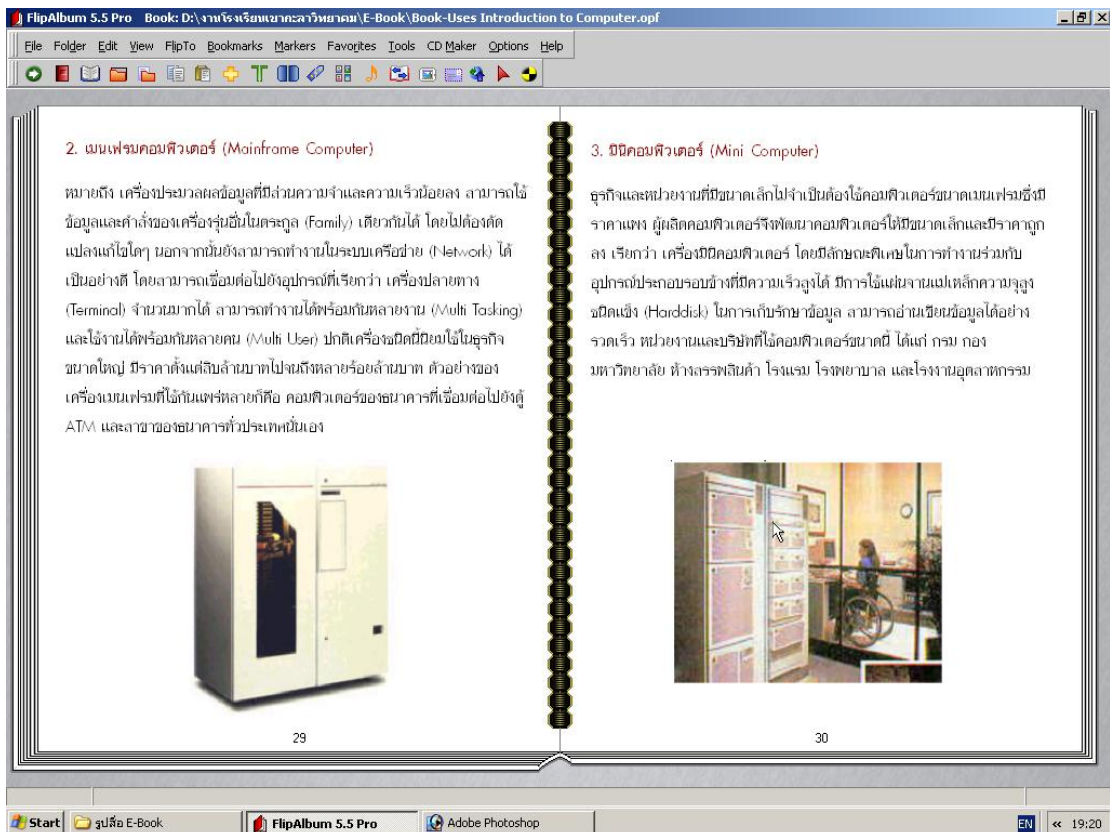 FlipAlbum 5.5 Pro Book: D:\งานโรงเรียนเขากะลาวิทยาคม\E-Book\Book-Uses Introduction to Computer.opf
File Folder Edit View FlipTo Bookmarks Markers Favorites Tools CD Maker Options Help
2. เมนเฟรมคอมพิวเตอร์ (Mainframe Computer)
หมายถึง เครื่องประมวลผลข้อมูลที่มีส่วนความจำและความเร็วน้อยลง สามารถใช้
ข้อมูลและคำสั่งของเครื่องรุ่นอื่นในตระกูล (Family) เดียวกันได้ โดยไม่ต้องดัด
แปลงแก้ไขใดๆ นอกจากนั้นยังสามารถทำงานในระบบเครือข่าย (Network) ได้
เป็นอย่างดี โดยสามารถเชื่อมต่อไปยังอุปกรณ์ที่เรียกว่า เครื่องปลายทาง
(Terminal) จำนวนมากได้ สามารถทำงานได้พร้อมกันหลายงาน (Multi Tasking)
และใช้งานได้พร้อมกันหลายคน (Multi User) ปกติเครื่องชนิดนี้นิยมใช้ในธุรกิจ
ขนาดใหญ่ มีราคาตั้งแต่สิบล้านบาทไปจนถึงหลายร้อยล้านบาท ตัวอย่างของ
เครื่องเมนเฟรมที่ใช้กันแพร่หลายก็คือ คอมพิวเตอร์ของธนาคารที่เชื่อมต่อไปยังตู้
ATM และสาขาของธนาคารทั่วประเทศนั่นเอง
29
3. มินิคอมพิวเตอร์ (Mini Computer)
ธุรกิจและหน่วยงานที่มีขนาดเล็กไม่จำเป็นต้องใช้คอมพิวเตอร์ขนาดเมนเฟรมซึ่งมี
ราคาแพง ผู้ผลิตคอมพิวเตอร์จึงพัฒนาคอมพิวเตอร์ให้มีขนาดเล็กและมีราคาถูก
ลง เรียกว่า เครื่องมินิคอมพิวเตอร์ โดยมีลักษณะพิเศษในการทำงานร่วมกับ
อุปกรณ์ประกอบรอบข้างที่มีความเร็วสูงได้ มีการใช้แผ่นจานแม่เหล็กความจุสูง
ชนิดแข็ง (Harddisk) ในการเก็บรักษาข้อมูล สามารถอ่านเขียนข้อมูลได้อย่าง
รวดเร็ว หน่วยงานและบริษัทที่ใช้คอมพิวเตอร์ขนาดนี้ ได้แก่ กรม กอง
มหาวิทยาลัย ห้างสรรพสินค้า โรงแรม โรงพยาบาล และโรงงานอุตสาหกรรม
30
Start รูปสื่อ E-Book FlipAlbum 5.5 Pro Adobe Photoshop EN « 19:20